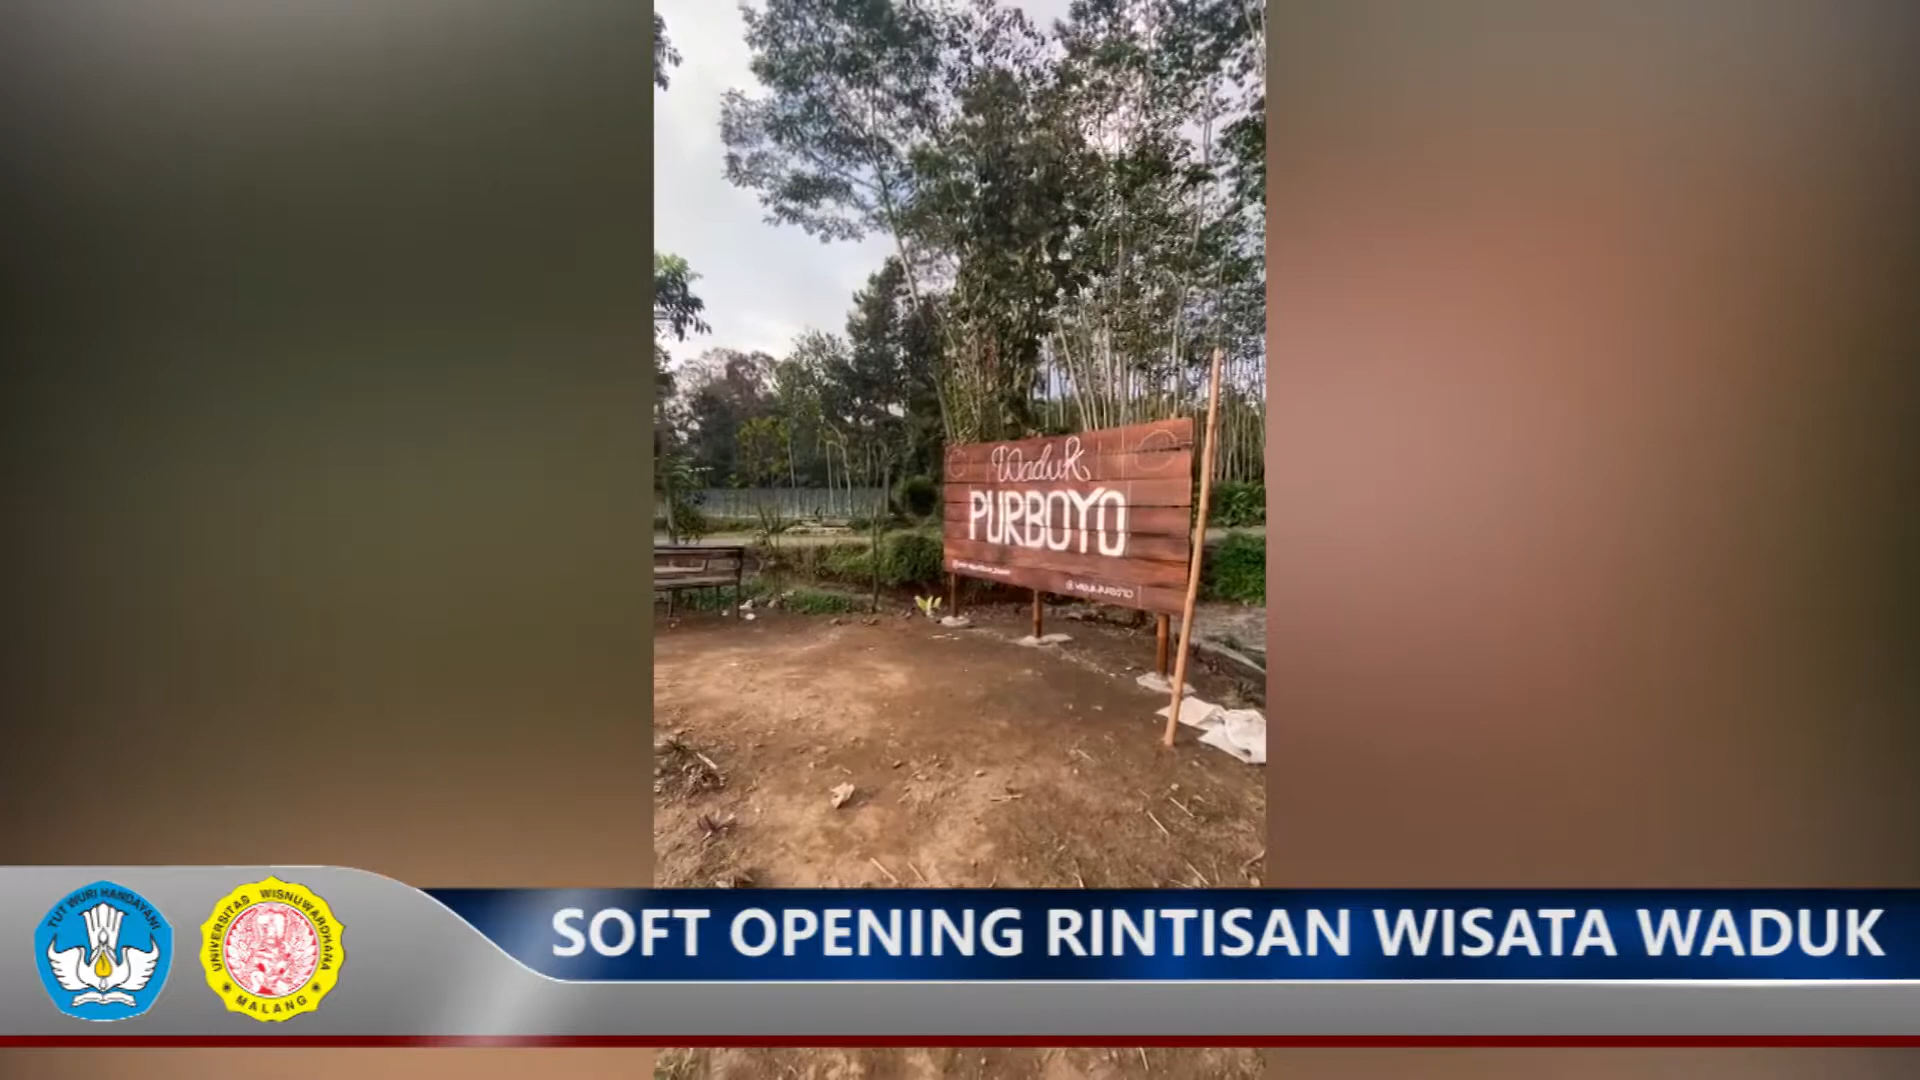 Waduk
PURBOYO
SOFT OPENING RINTISAN WISATA WADUK
TUT WURI HANDAYANI
UNIVERSITAS WISNUWARDHANA
MALANG